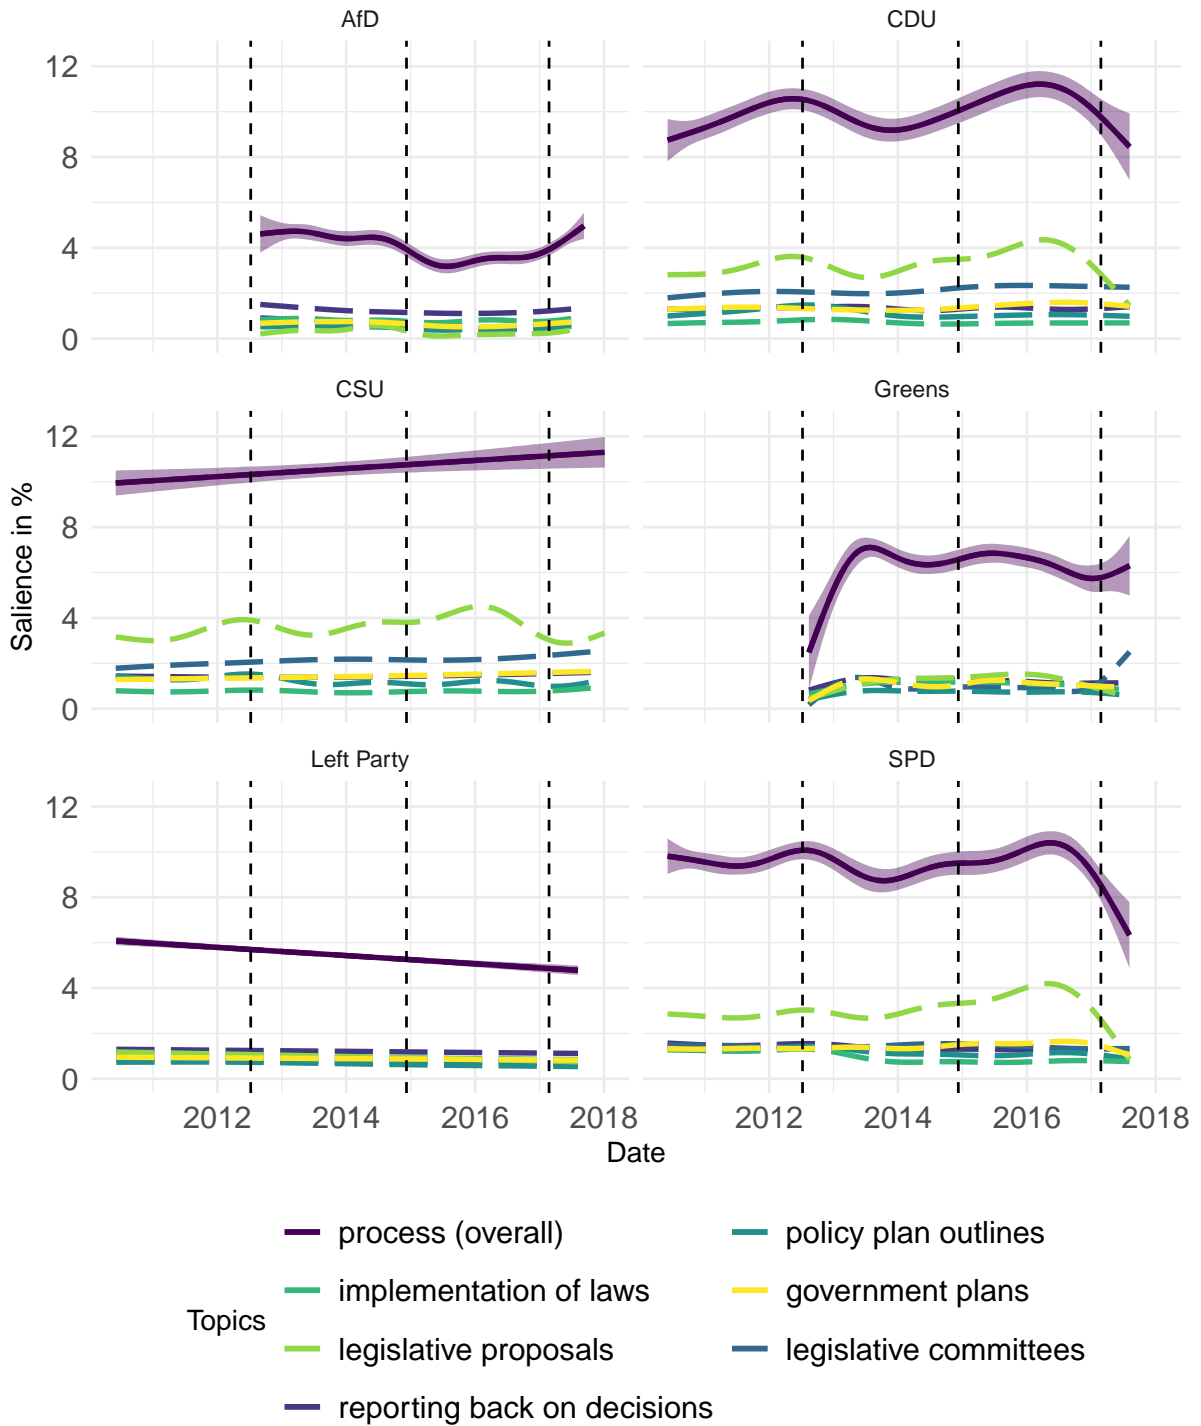 AfD CDU
12
8
4
0
CSU Greens
12
8
4
0
Salience in %
Left Party SPD
12
8
4
0
2012 2014 2016 2018 2012 2014 2016 2018
Date
Topics
process (overall)
implementation of laws
legislative proposals
reporting back on decisions
policy plan outlines
government plans
legislative committees